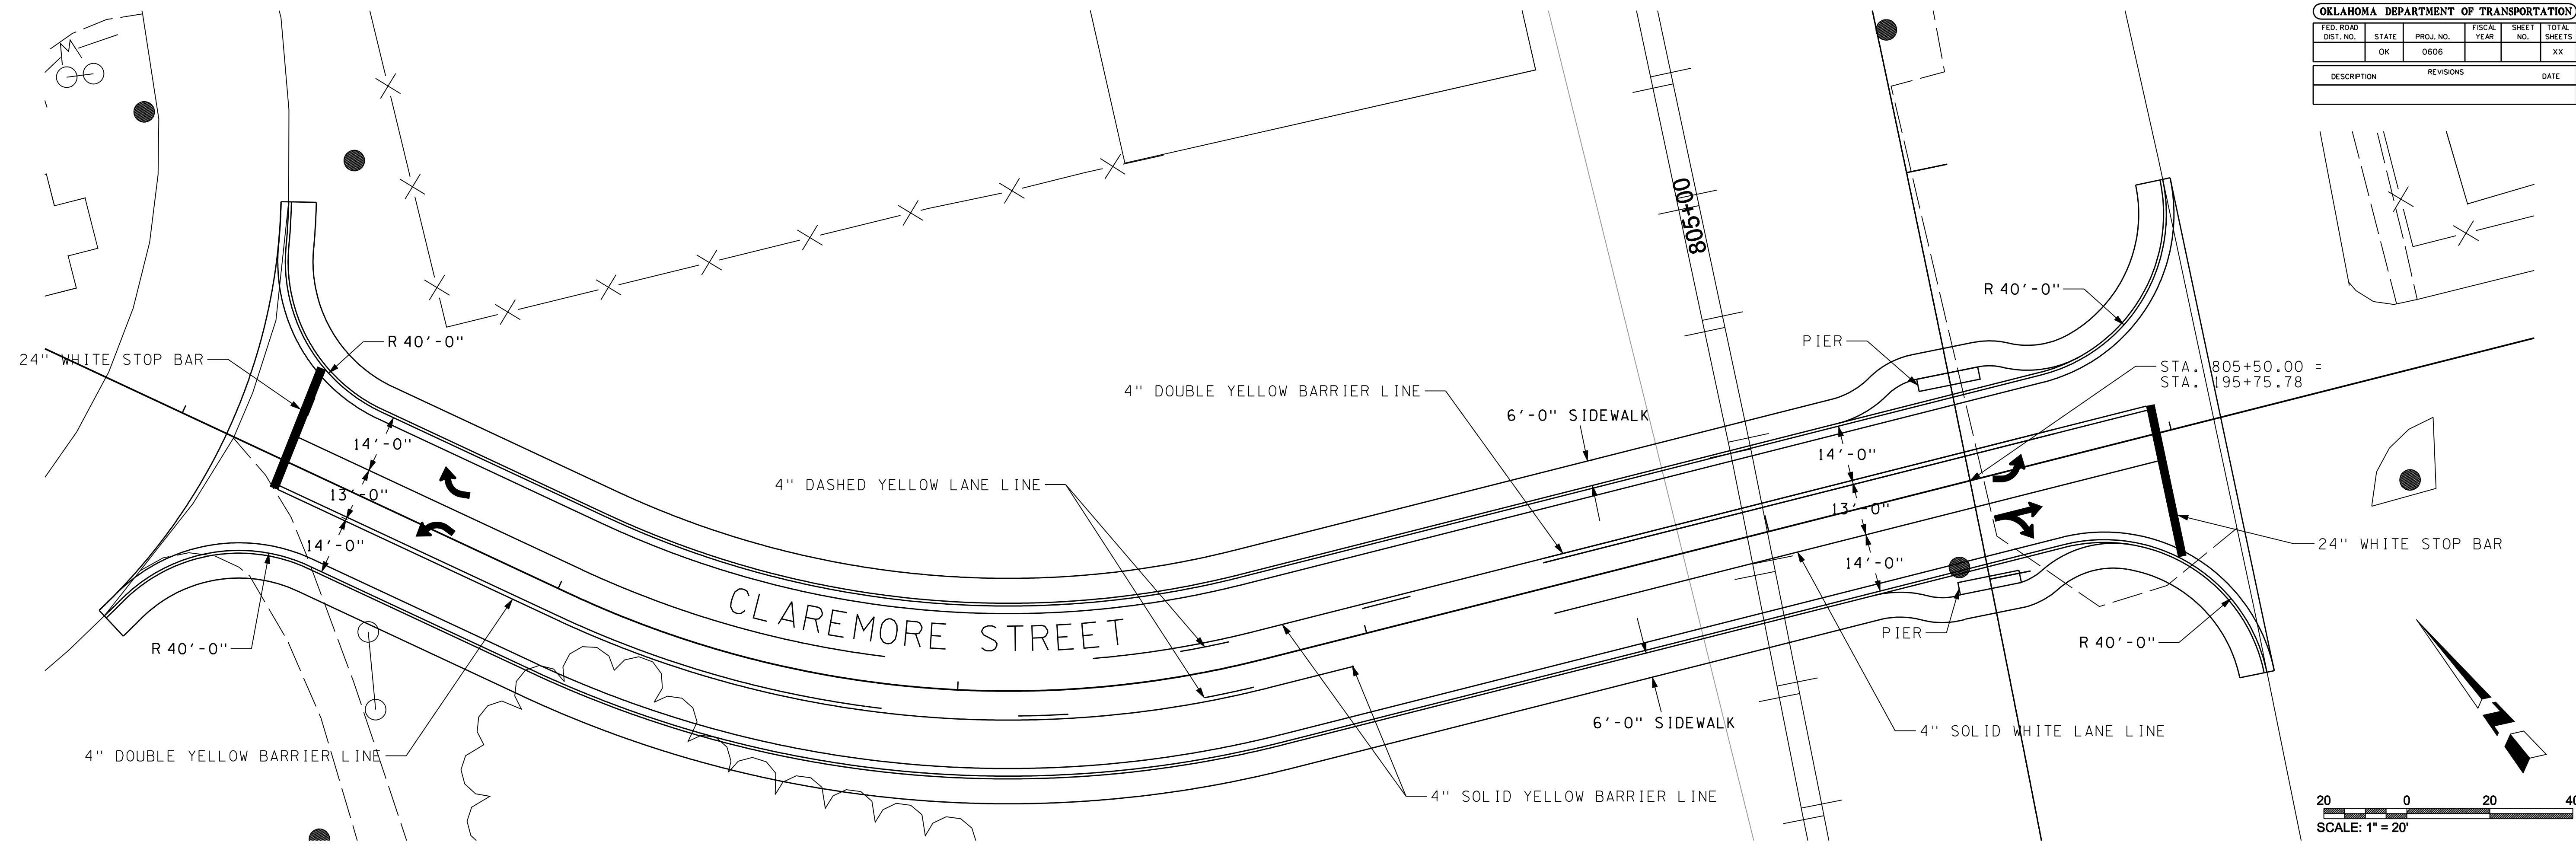 OKLAHOMA DEPARTMENT OF TRANSPORTATION
FED. ROAD DIST. NO.
STATE
PROJ. NO.
FISCAL YEAR
SHEET NO.
TOTAL SHEETS
OK
0606
XX
DESCRIPTION
REVISIONS
DATE
M
805+00
R 40'-0"
R 40'-0"
24" WHITE STOP BAR
PIER
STA. 805+50.00 =
STA. 195+75.78
4" DOUBLE YELLOW BARRIER LINE
6'-0" SIDEWALK
14'-0"
13'-0"
14'-0"
4" DASHED YELLOW LANE LINE
14'-0"
13'-0"
14'-0"
24" WHITE STOP BAR
CLAREMORE STREET
R 40'-0"
PIER
R 40'-0"
6'-0" SIDEWALK
4" SOLID WHITE LANE LINE
4" DOUBLE YELLOW BARRIER LINE
4" SOLID YELLOW BARRIER LINE
N
20 0 20 40
SCALE: 1" = 20'